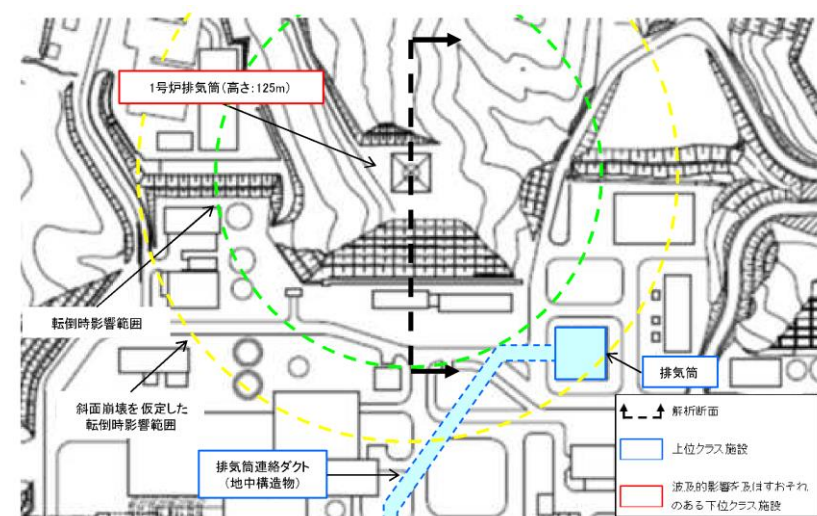 1号炉排気筒(高さ:125m)
転倒時影響範囲
斜面崩壊を仮定した
転倒時影響範囲
排気筒
排気筒連絡ダクト
(地中構造物)
解析断面
上位クラス施設
波及的影響を及ぼすおそれ
のある下位クラス施設